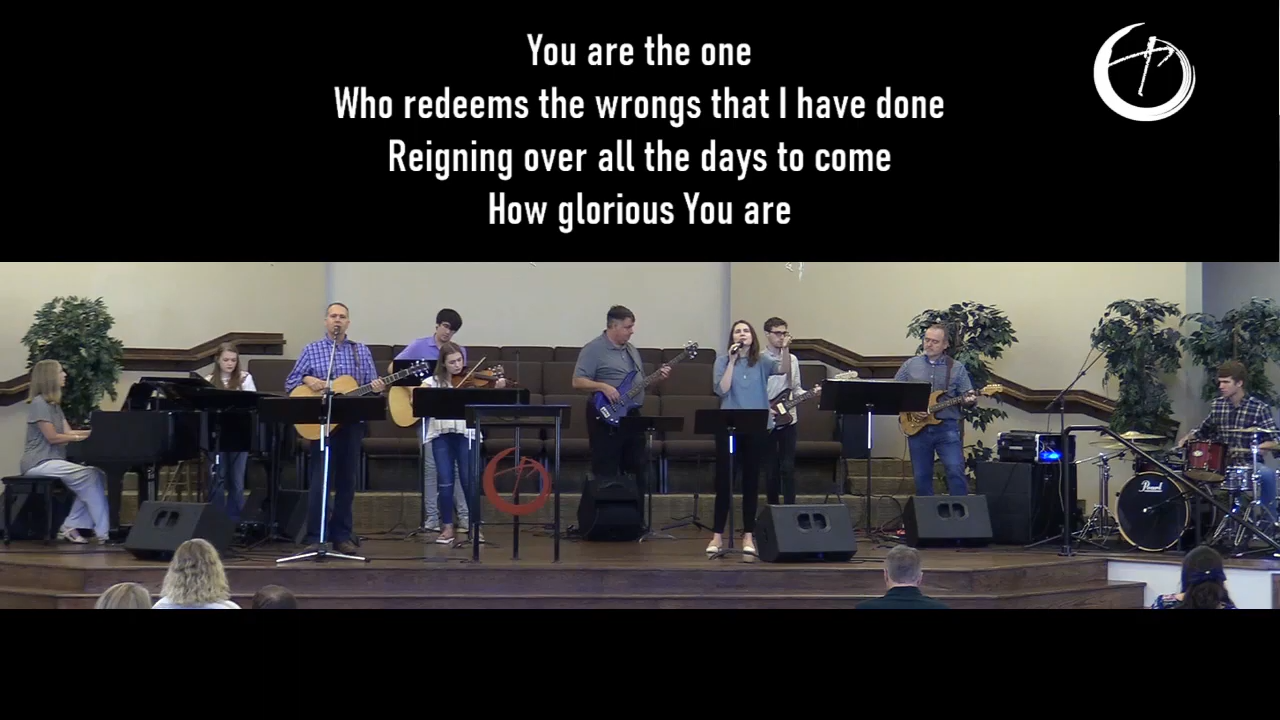 You are the one
Who redeems the wrongs that I have done
Reigning over all the days to come
How glorious You are
Pearl